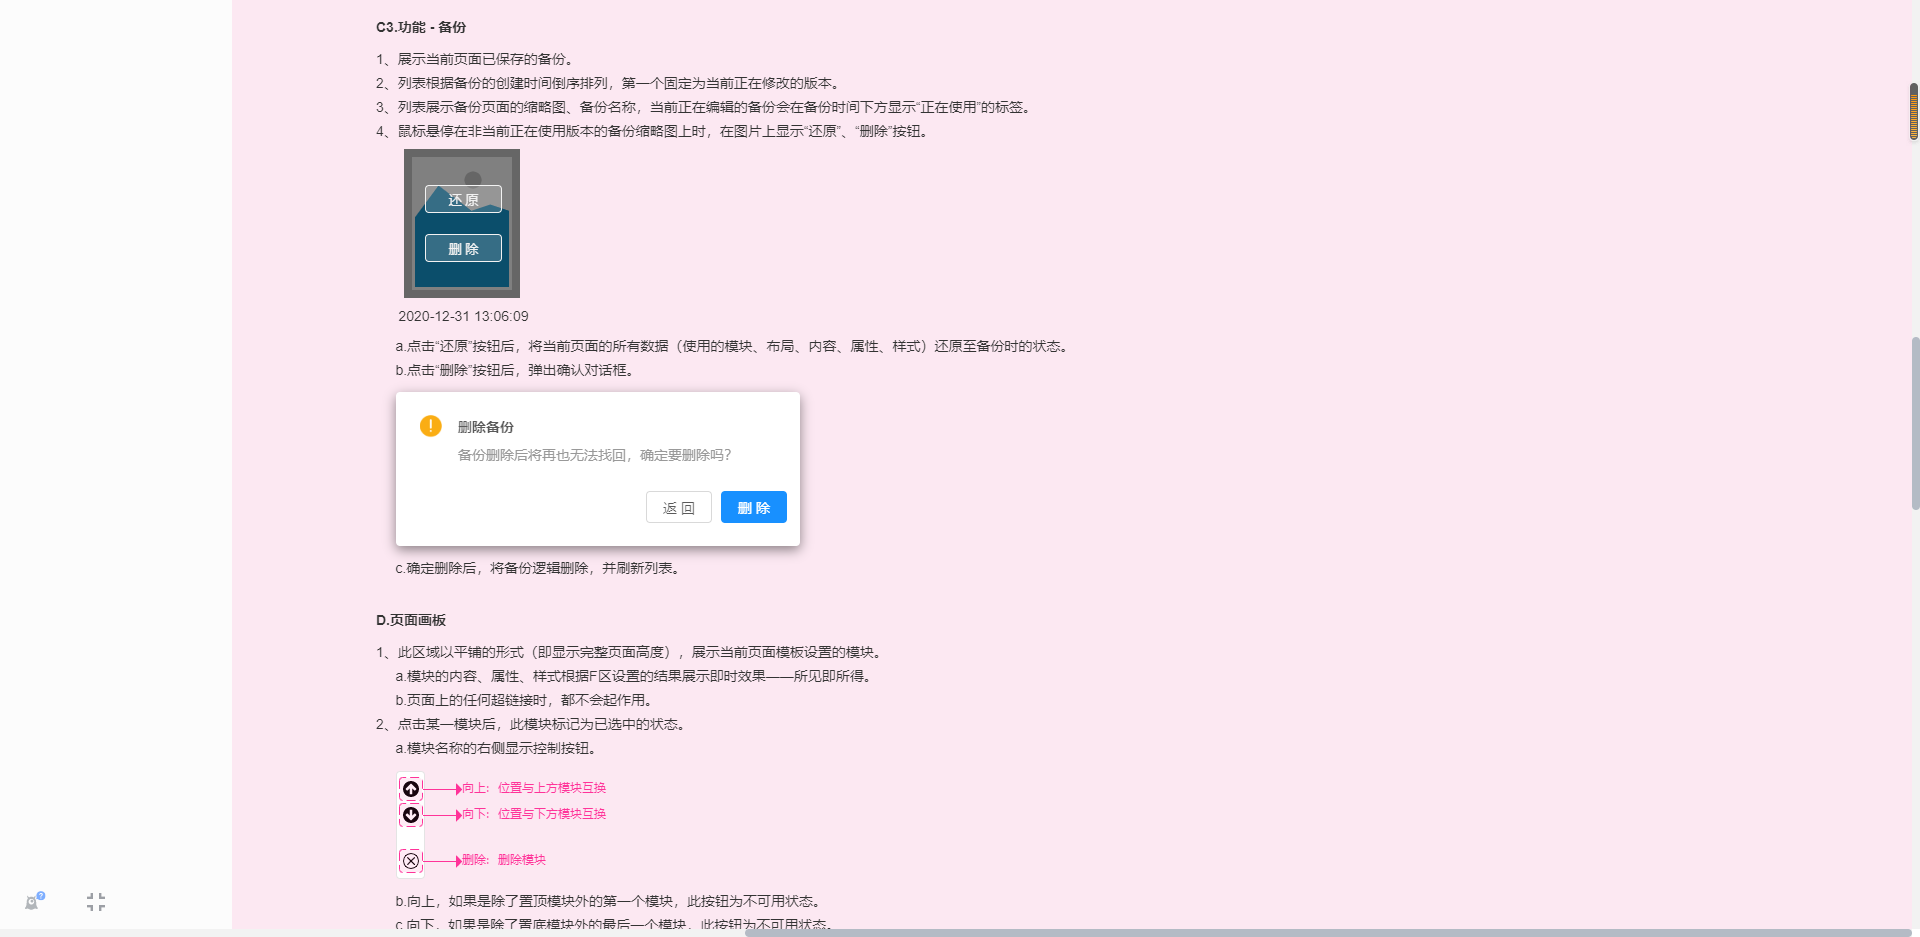 C3.功能 - 备份
1、展示当前页面已保存的备份。
2、列表根据备份的创建时间倒序排列，第一个固定为当前正在修改的版本。
3、列表展示备份页面的缩略图、备份名称，当前正在编辑的备份会在备份时间下方显示“正在使用”的标签。
4、鼠标悬停在非当前正在使用版本的备份缩略图上时，在图片上显示“还原”、“删除”按钮。
还 原
删 除
2020-12-31 13:06:09
a.点击“还原”按钮后，将当前页面的所有数据（使用的模块、布局、内容、属性、样式）还原至备份时的状态。
b.点击“删除”按钮后，弹出确认对话框。
删除备份
备份删除后将再也无法找回，确定要删除吗？
返 回
删 除
c.确定删除后，将备份逻辑删除，并刷新列表。
D.页面画板
1、此区域以平铺的形式（即显示完整页面高度），展示当前页面模板设置的模块。
a.模块的内容、属性、样式根据F区设置的结果展示即时效果——所见即所得。
b.页面上的任何超链接时，都不会起作用。
2、点击某一模块后，此模块标记为已选中的状态。
a.模块名称的右侧显示控制按钮。
向上：位置与上方模块互换
向下：位置与下方模块互换
删除：删除模块
b.向上，如果是除了置顶模块外的第一个模块，此按钮为不可用状态。
c.向下，如果是除了置底模块外的最后一个模块，此按钮为不可用状态。